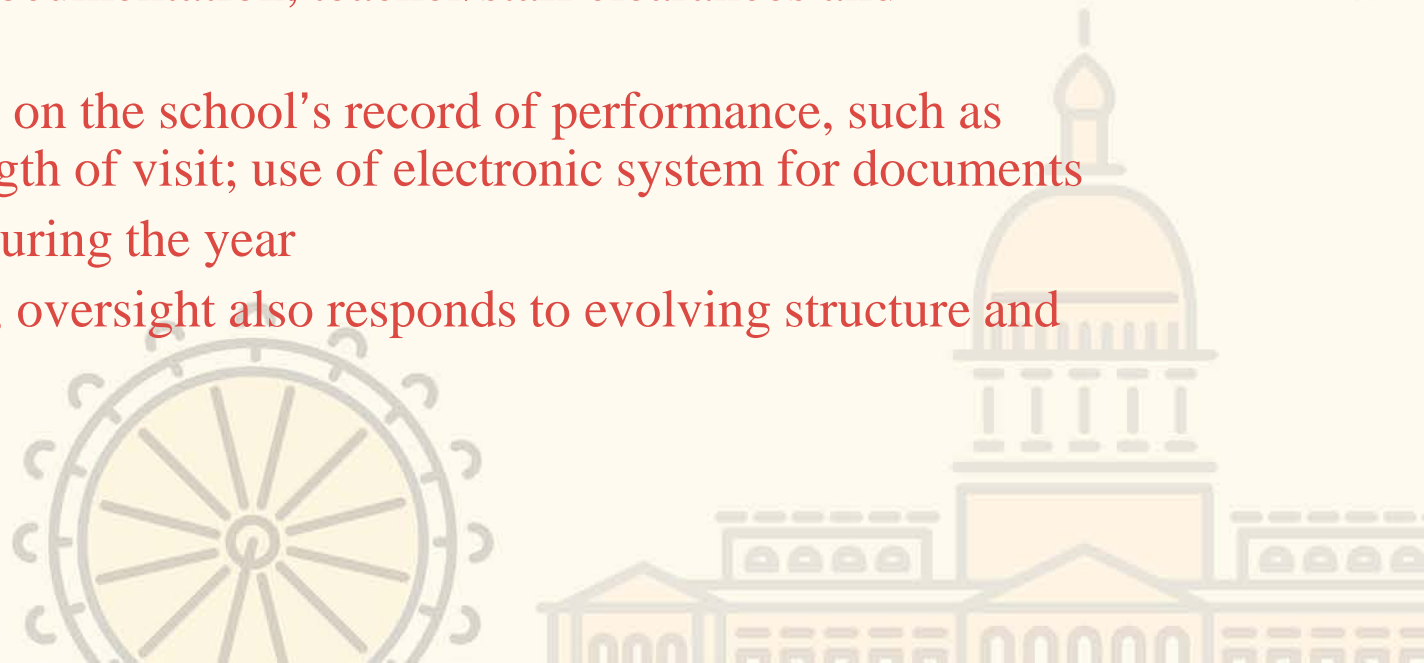 on the school’s record of performance, such as
gth of visit; use of electronic system for documents
uring the year
oversight also responds to evolving structure and